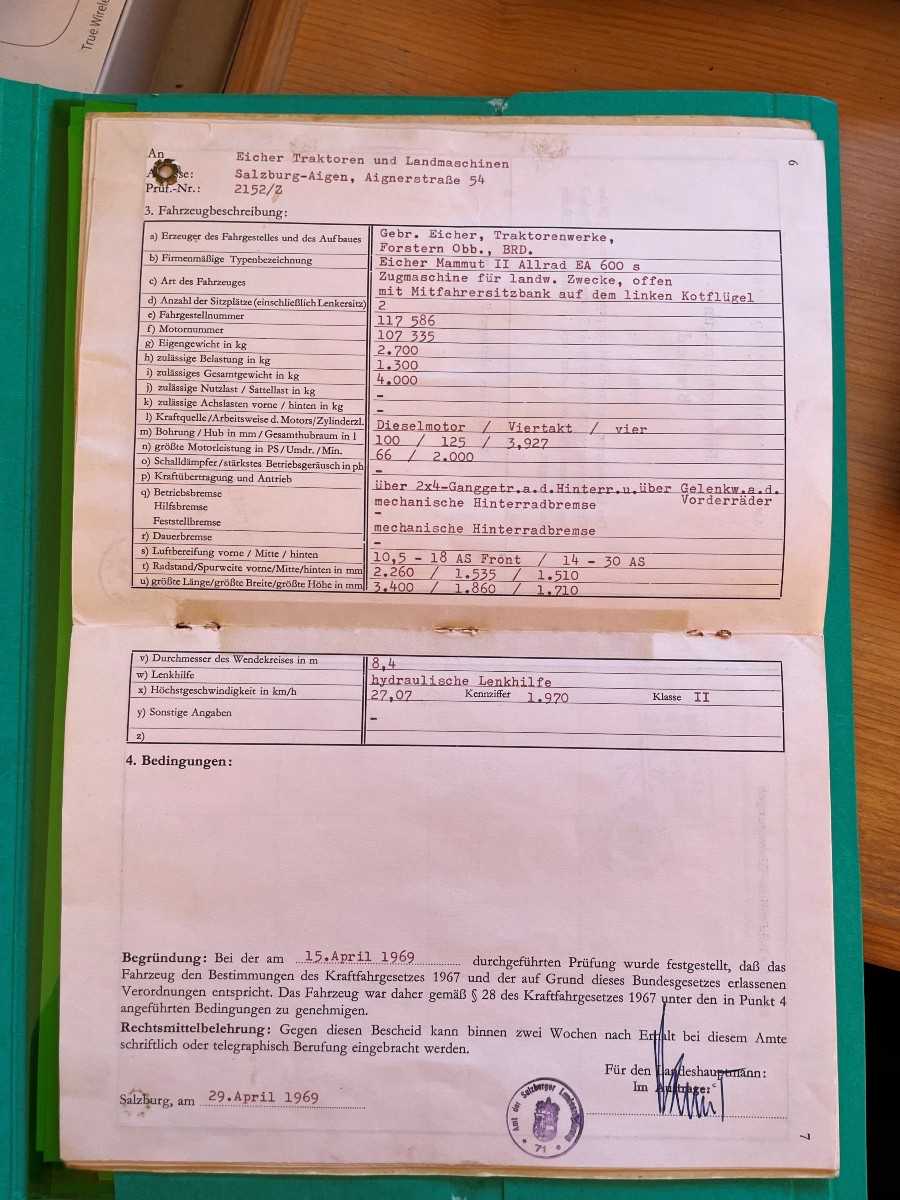 True Wirele
6
An Eicher Traktoren und Landmaschinen
Salzburg-Aigen, Aignerstraße 54
Prüf.-Nr.: 2152/Z
3. Fahrzeugbeschreibung:
a) Erzeuger des Fahrgestelles und des Aufbaues Gebr. Eicher, Traktorenwerke,
Forstern Obb., BRD.
b) Firmenmäßige Typenbezeichnung Eicher Mammut II Allrad EA 600 s
c) Art des Fahrzeuges Zugmaschine für landw. Zwecke, offen
mit Mitfahrersitzbank auf dem linken Kotflügel
d) Anzahl der Sitzplätze (einschließlich Lenkersitz) 2
e) Fahrgestellnummer 117 586
f) Motornummer 107 335
g) Eigengewicht in kg 2.700
h) zulässige Belastung in kg 1.300
i) zulässiges Gesamtgewicht in kg 4.000
j) zulässige Nutzlast / Sattellast in kg -
k) zulässige Achslasten vorne / hinten in kg -
l) Kraftquelle/Arbeitsweise d. Motors/Zylinderzl. Dieselmotor / Viertakt / vier
m) Bohrung / Hub in mm / Gesamthubraum in l 100 / 125 / 3,927
n) größte Motorleistung in PS/Umdr./Min. 66 / 2.000
o) Schalldämpfer/stärkstes Betriebsgeräusch in ph -
p) Kraftübertragung und Antrieb über 2x4-Ganggetr.a.d.Hinterr.u.über Gelenkw.a.d.
Vorderräder
q) Betriebsbremse mechanische Hinterradbremse
Hilfsbremse -
Feststellbremse mechanische Hinterradbremse
r) Dauerbremse -
s) Luftbereifung vorne / Mitte / hinten 10,5 - 18 AS Front / 14 - 30 AS
t) Radstand/Spurweite vorne/Mitte/hinten in mm 2.260 / 1.535 / 1.510
u) größte Länge/größte Breite/größte Höhe in mm 3.400 / 1.860 / 1.710
v) Durchmesser des Wendekreises in m 8,4
w) Lenkhilfe hydraulische Lenkhilfe
x) Höchstgeschwindigkeit in km/h 27,07 Kennziffer 1.970 Klasse II
y) Sonstige Angaben -
z)
4. Bedingungen:
Begründung: Bei der am 15.April 1969 durchgeführten Prüfung wurde festgestellt, daß das
Fahrzeug den Bestimmungen des Kraftfahrgesetzes 1967 und der auf Grund dieses Bundesgesetzes erlassenen
Verordnungen entspricht. Das Fahrzeug war daher gemäß § 28 des Kraftfahrgesetzes 1967 unter den in Punkt 4
angeführten Bedingungen zu genehmigen.
Rechtsmittelbelehrung: Gegen diesen Bescheid kann binnen zwei Wochen nach Erhalt bei diesem Amte
schriftlich oder telegraphisch Berufung eingebracht werden.
Für den Landeshauptmann:
Im Auftrage:
Salzburg, am 29.April 1969
Amt der Salzburger Landesregierung
71
7